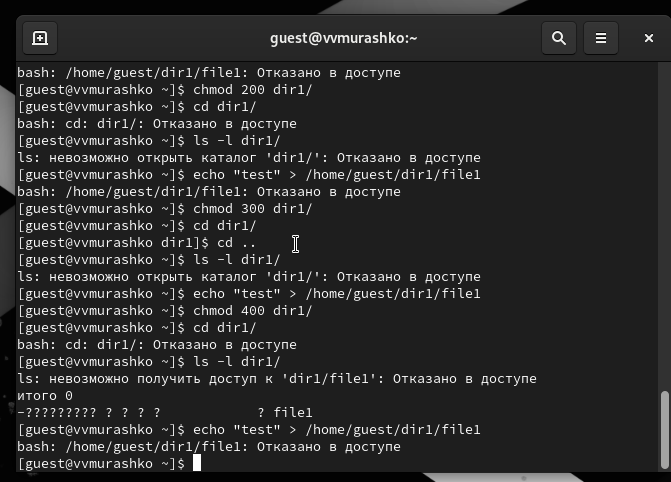 guest@vvmurashko:~
bash: /home/guest/dir1/file1: Отказано в доступе
[guest@vvmurashko ~]$ chmod 200 dir1/
[guest@vvmurashko ~]$ cd dir1/
bash: cd: dir1/: Отказано в доступе
[guest@vvmurashko ~]$ ls -l dir1/
ls: невозможно открыть каталог 'dir1/': Отказано в доступе
[guest@vvmurashko ~]$ echo "test" > /home/guest/dir1/file1
bash: /home/guest/dir1/file1: Отказано в доступе
[guest@vvmurashko ~]$ chmod 300 dir1/
[guest@vvmurashko ~]$ cd dir1/
[guest@vvmurashko dir1]$ cd ..
[guest@vvmurashko ~]$ ls -l dir1/
ls: невозможно открыть каталог 'dir1/': Отказано в доступе
[guest@vvmurashko ~]$ echo "test" > /home/guest/dir1/file1
[guest@vvmurashko ~]$ chmod 400 dir1/
[guest@vvmurashko ~]$ cd dir1/
bash: cd: dir1/: Отказано в доступе
[guest@vvmurashko ~]$ ls -l dir1/
ls: невозможно получить доступ к 'dir1/file1': Отказано в доступе
итого 0
-????????? ? ? ? ?            ? file1
[guest@vvmurashko ~]$ echo "test" > /home/guest/dir1/file1
bash: /home/guest/dir1/file1: Отказано в доступе
[guest@vvmurashko ~]$